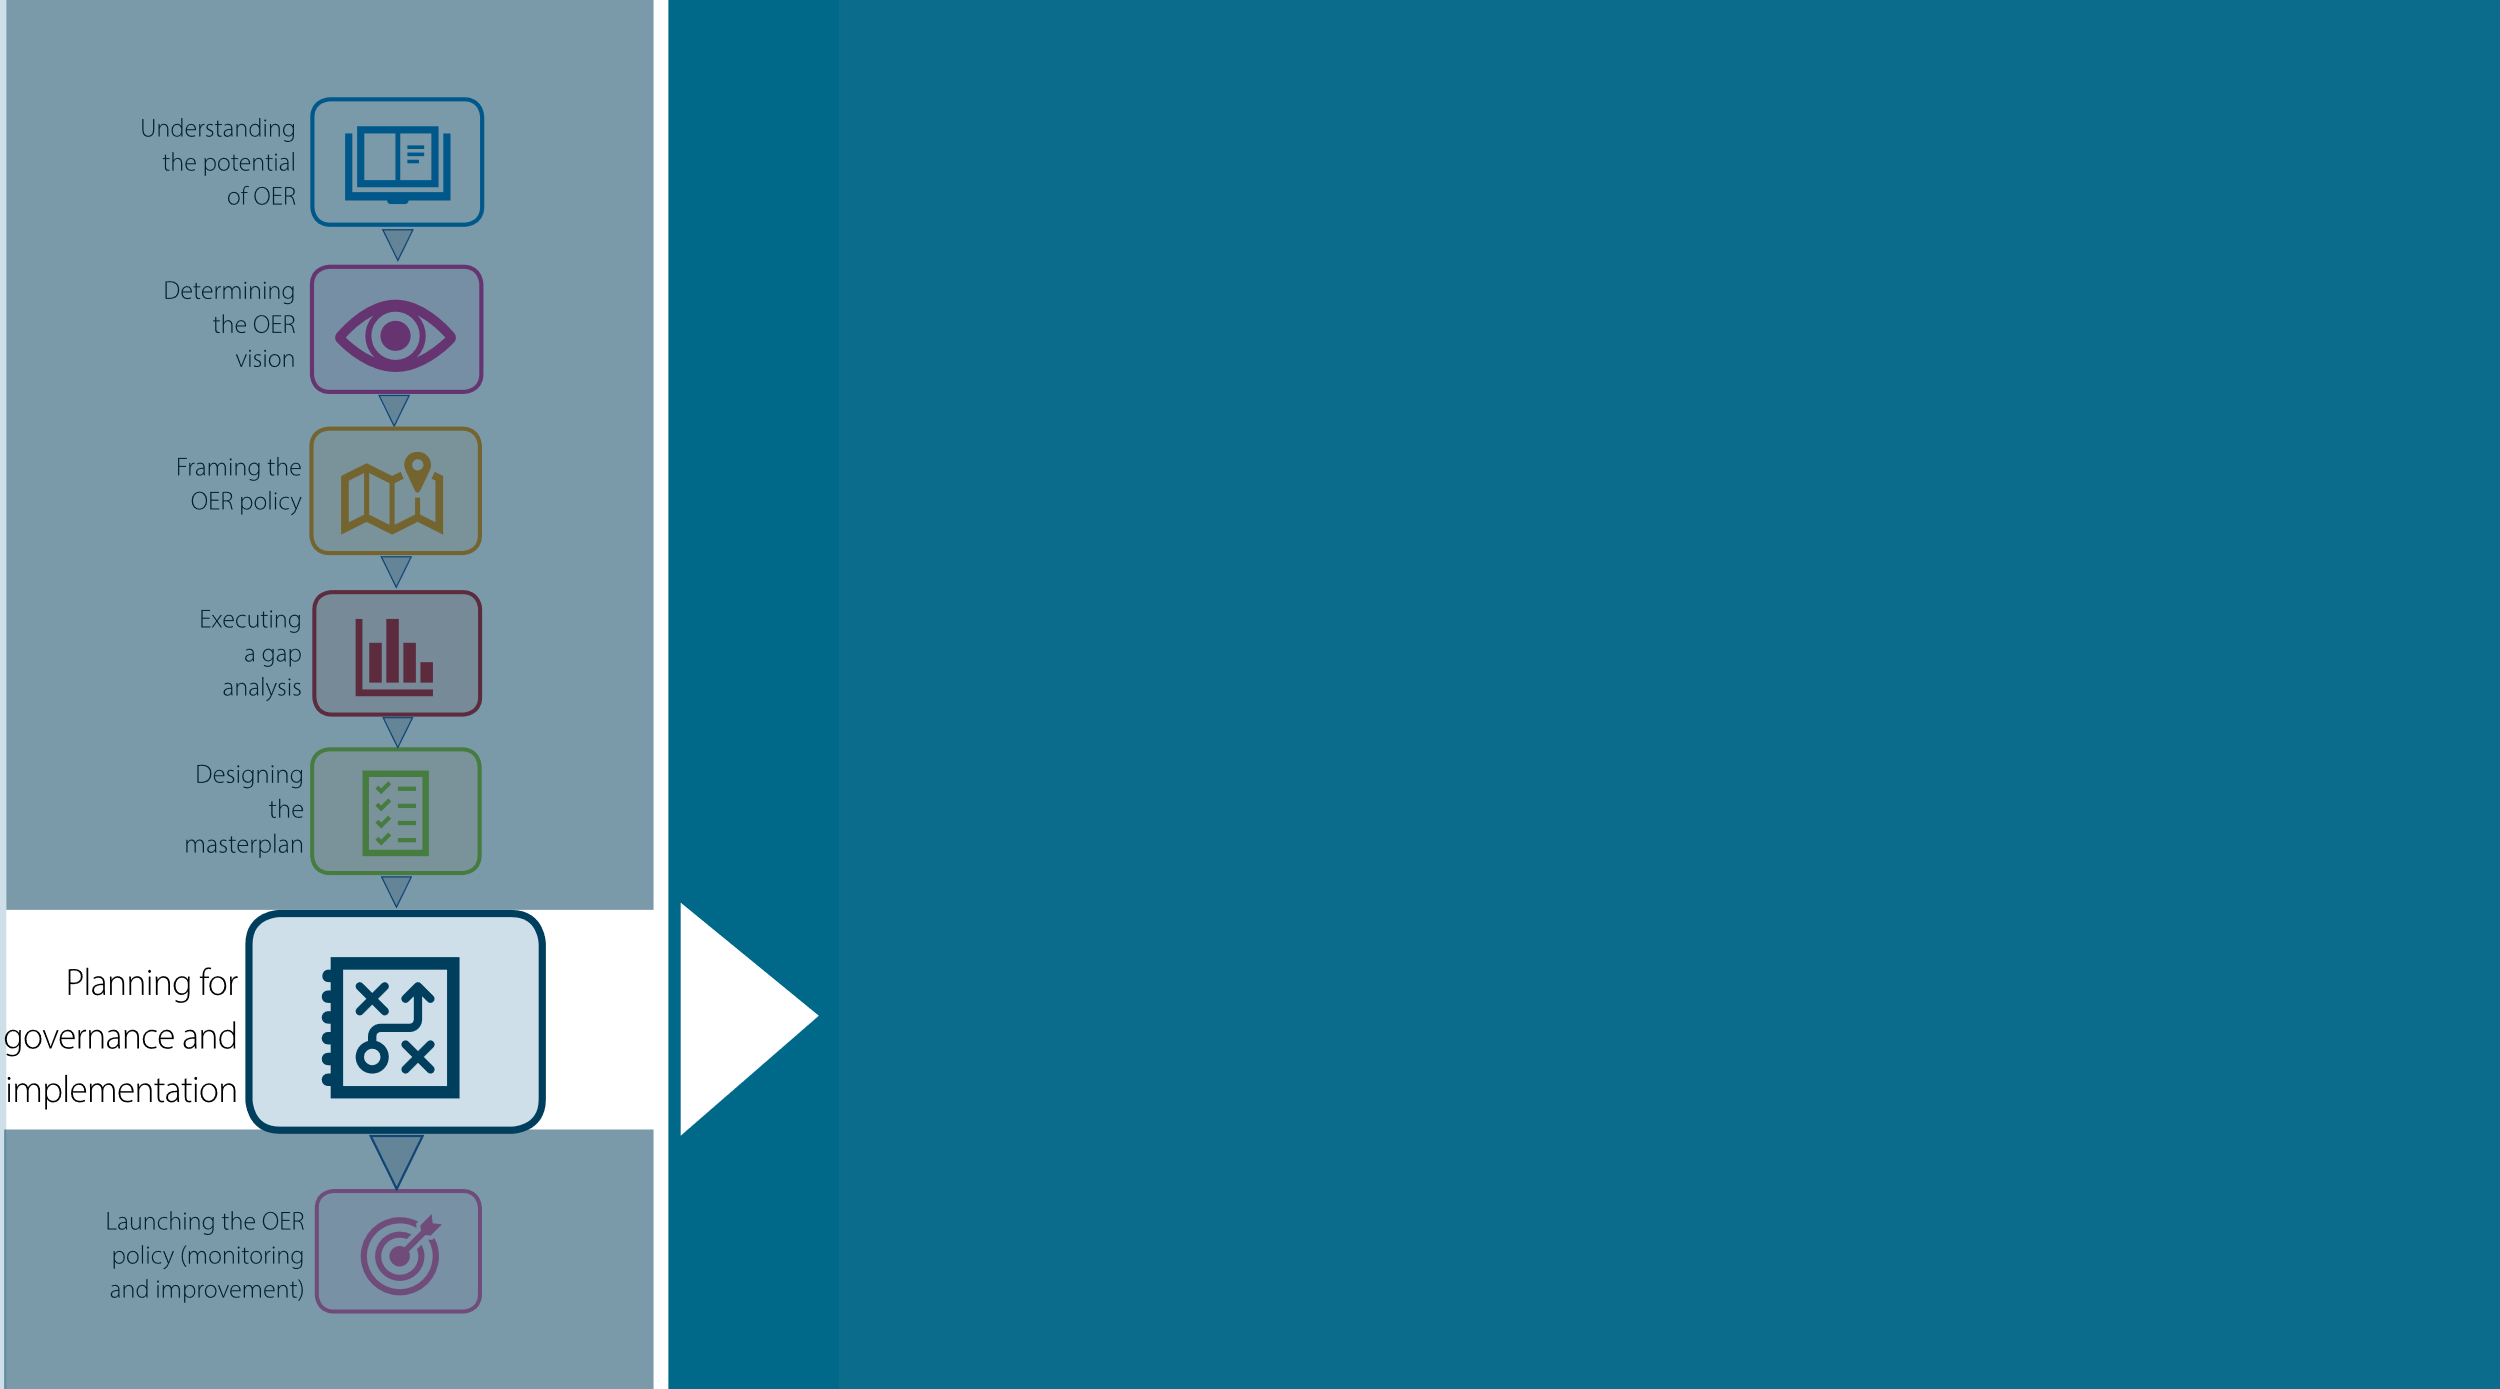 Understanding
the potential
of OER
Determining
the OER
vision
Framing the
OER policy
Executing
a gap
analysis
Designing
the
masterplan
Planning for
governance and
implementation
Launching the OER
policy (monitoring
and improvement)